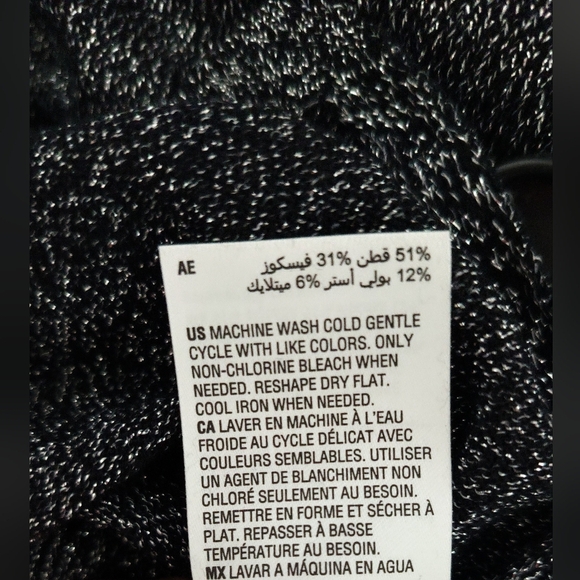 AE 51% قطن 31% فيسكوز
12% بولي أستر 6% ميتلايك
US MACHINE WASH COLD GENTLE
CYCLE WITH LIKE COLORS. ONLY
NON-CHLORINE BLEACH WHEN
NEEDED. RESHAPE DRY FLAT.
COOL IRON WHEN NEEDED.
CA LAVER EN MACHINE À L'EAU
FROIDE AU CYCLE DÉLICAT AVEC
COULEURS SEMBLABLES. UTILISER
UN AGENT DE BLANCHIMENT NON
CHLORÉ SEULEMENT AU BESOIN.
REMETTRE EN FORME ET SÉCHER À
PLAT. REPASSER À BASSE
TEMPÉRATURE AU BESOIN.
MX LAVAR A MÁQUINA EN AGUA